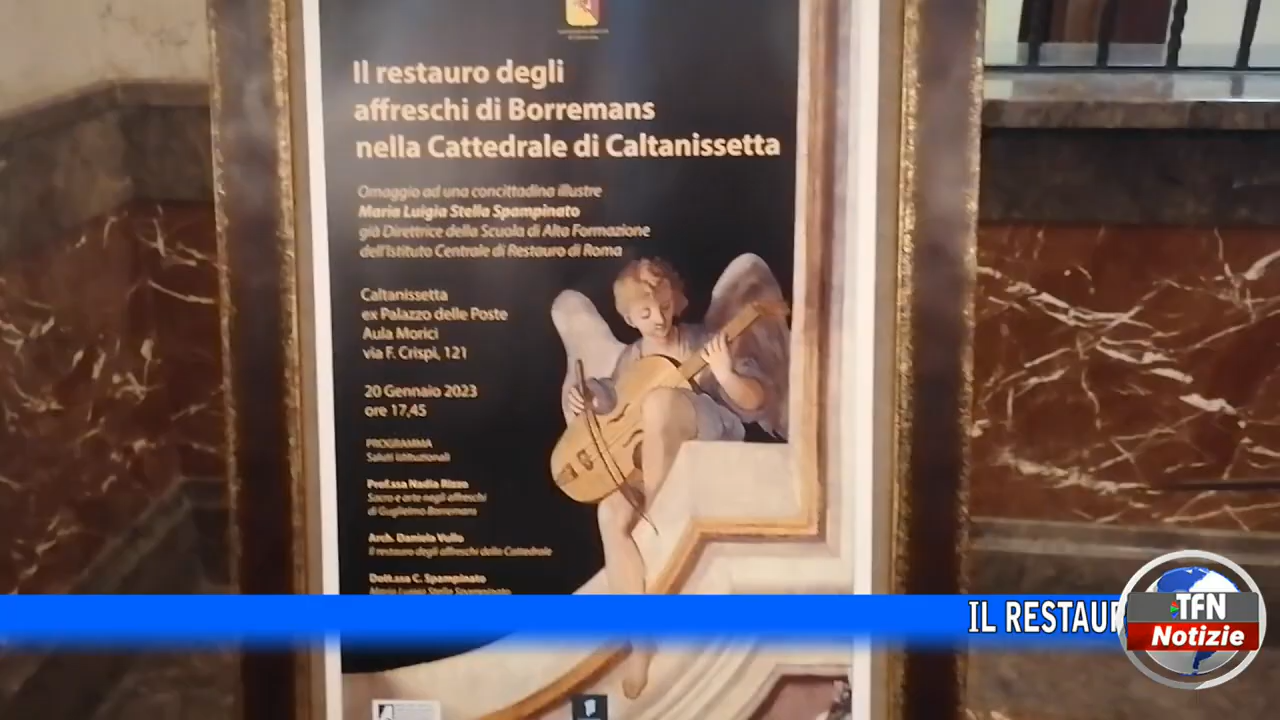 Il restauro degli
affreschi di Borremans
nella Cattedrale di Caltanissetta
Omaggio ad una concittadina illustre
Maria Luigia Stella Spampinato
già Direttrice della Scuola di Alta Formazione
dell'Istituto Centrale di Restauro di Roma
Caltanissetta
ex Palazzo delle Poste
Aula Morici
via F. Crispi, 121
20 Gennaio 2023
ore 17,45
PROGRAMMA
Saluti istituzionali
Prof.ssa Nadia Rizzo
Sacro e arte negli affreschi
di Guglielmo Borremans
Arch. Daniela Vullo
Il restauro degli affreschi della Cattedrale
Dott.ssa C. Spampinato
Maria Luigia Stella Spampinato
IL RESTAUR
TFN
Notizie